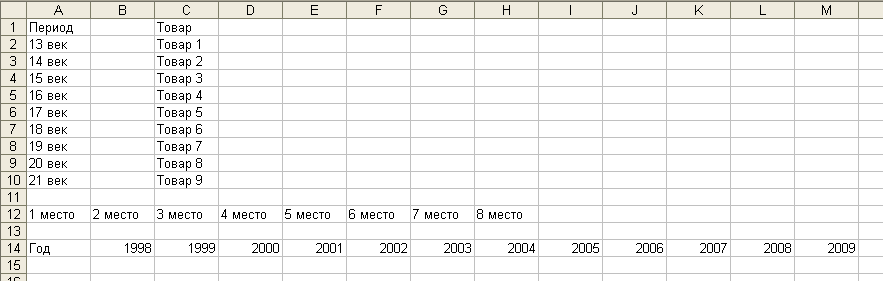 A B C D E F G H I J K L M
1 Период Товар
2 13 век Товар 1
3 14 век Товар 2
4 15 век Товар 3
5 16 век Товар 4
6 17 век Товар 5
7 18 век Товар 6
8 19 век Товар 7
9 20 век Товар 8
10 21 век Товар 9
11
12 1 место 2 место 3 место 4 место 5 место 6 место 7 место 8 место
13
14 Год 1998 1999 2000 2001 2002 2003 2004 2005 2006 2007 2008 2009
15